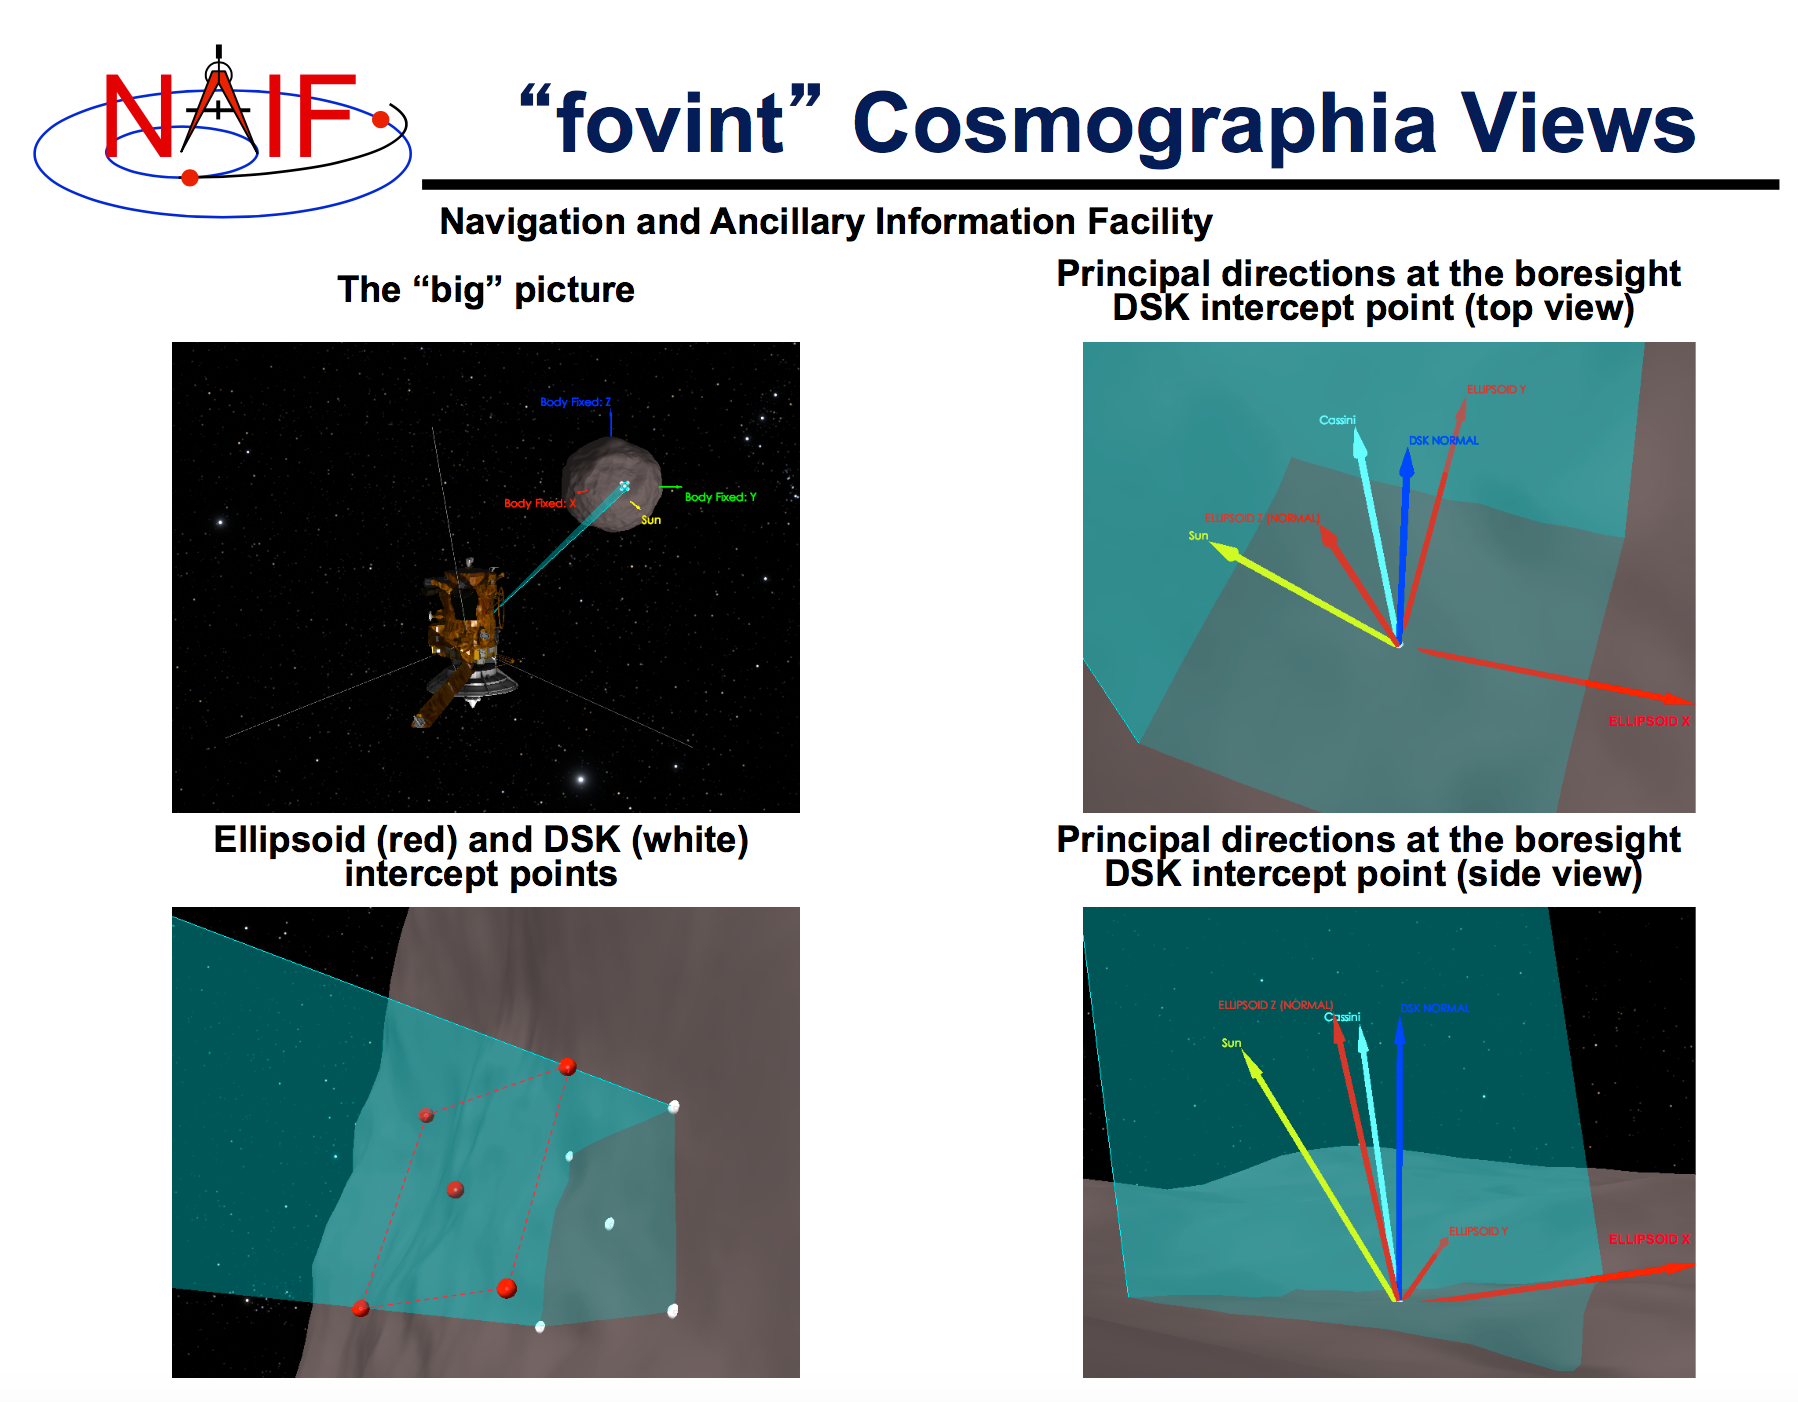 NAIF
“fovint” Cosmographia Views
Navigation and Ancillary Information Facility
The “big” picture
Body Fixed: Z
Body Fixed: X
Body Fixed: Y
Sun
Principal directions at the boresight
DSK intercept point (top view)
ELLIPSOID Y
Cassini
DSK NORMAL
ELLIPSOID Z (NORMAL)
Sun
ELLIPSOID X
Ellipsoid (red) and DSK (white)
intercept points
Principal directions at the boresight
DSK intercept point (side view)
ELLIPSOID Z (NORMAL)
Cassini
DSK NORMAL
Sun
ELLIPSOID Y
ELLIPSOID X